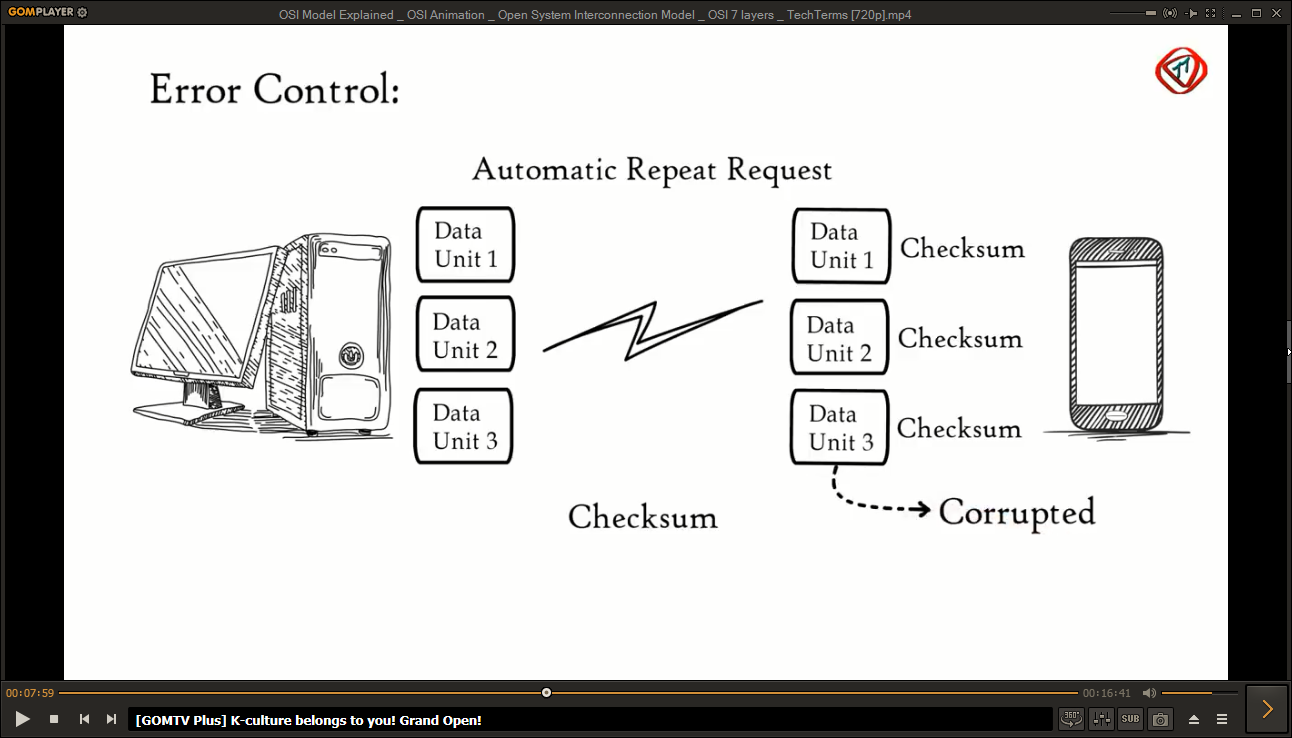 GOMPLAYER
OSI Model Explained _ OSI Animation _ Open System Interconnection Model _ OSI 7 layers _ TechTerms [720p].mp4
Error Control:
Automatic Repeat Request
Data
Unit 1
Data
Unit 2
Data
Unit 3
Data
Unit 1
Checksum
Data
Unit 2
Checksum
Data
Unit 3
Checksum
Corrupted
Checksum
00:07:59
00:16:41
[GOMTV Plus] K-culture belongs to you! Grand Open!
360°
SUB